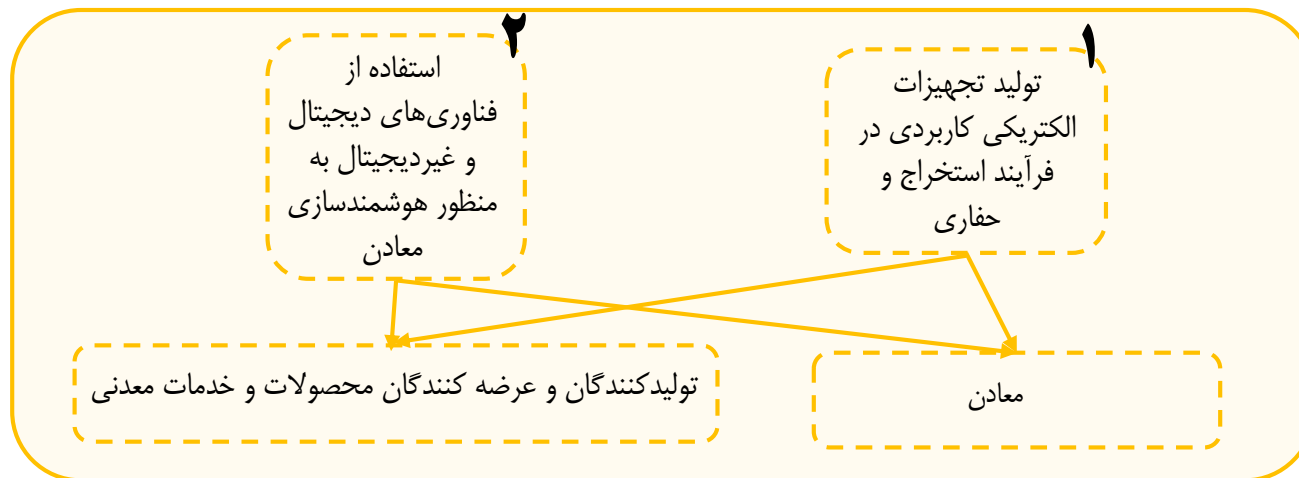 ۱
تولید تجهیزات
الکتریکی کاربردی در
فرآیند استخراج و
حفاری
۲
استفاده از
فناوری‌های دیجیتال
و غیردیجیتال به
منظور هوشمندسازی
معادن
معادن
تولیدکنندگان و عرضه کنندگان محصولات و خدمات معدنی